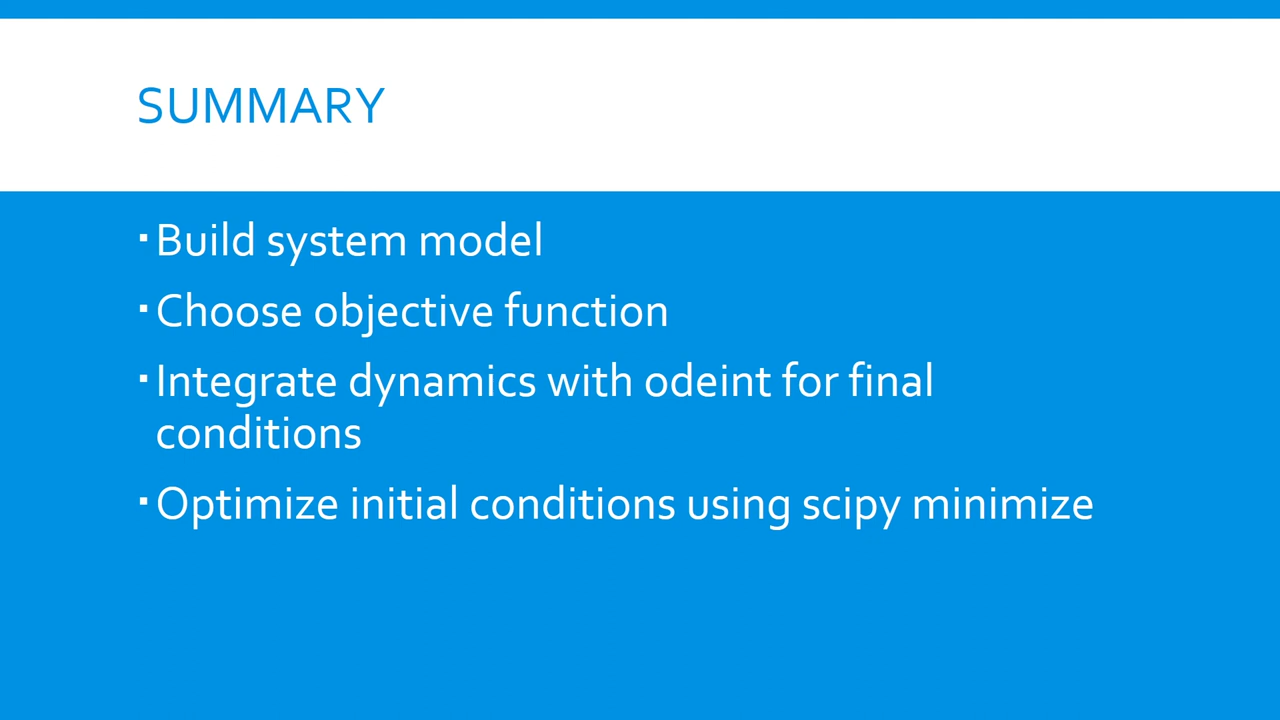 SUMMARY
▪Build system model
▪Choose objective function
▪Integrate dynamics with odeint for final
conditions
▪Optimize initial conditions using scipy minimize